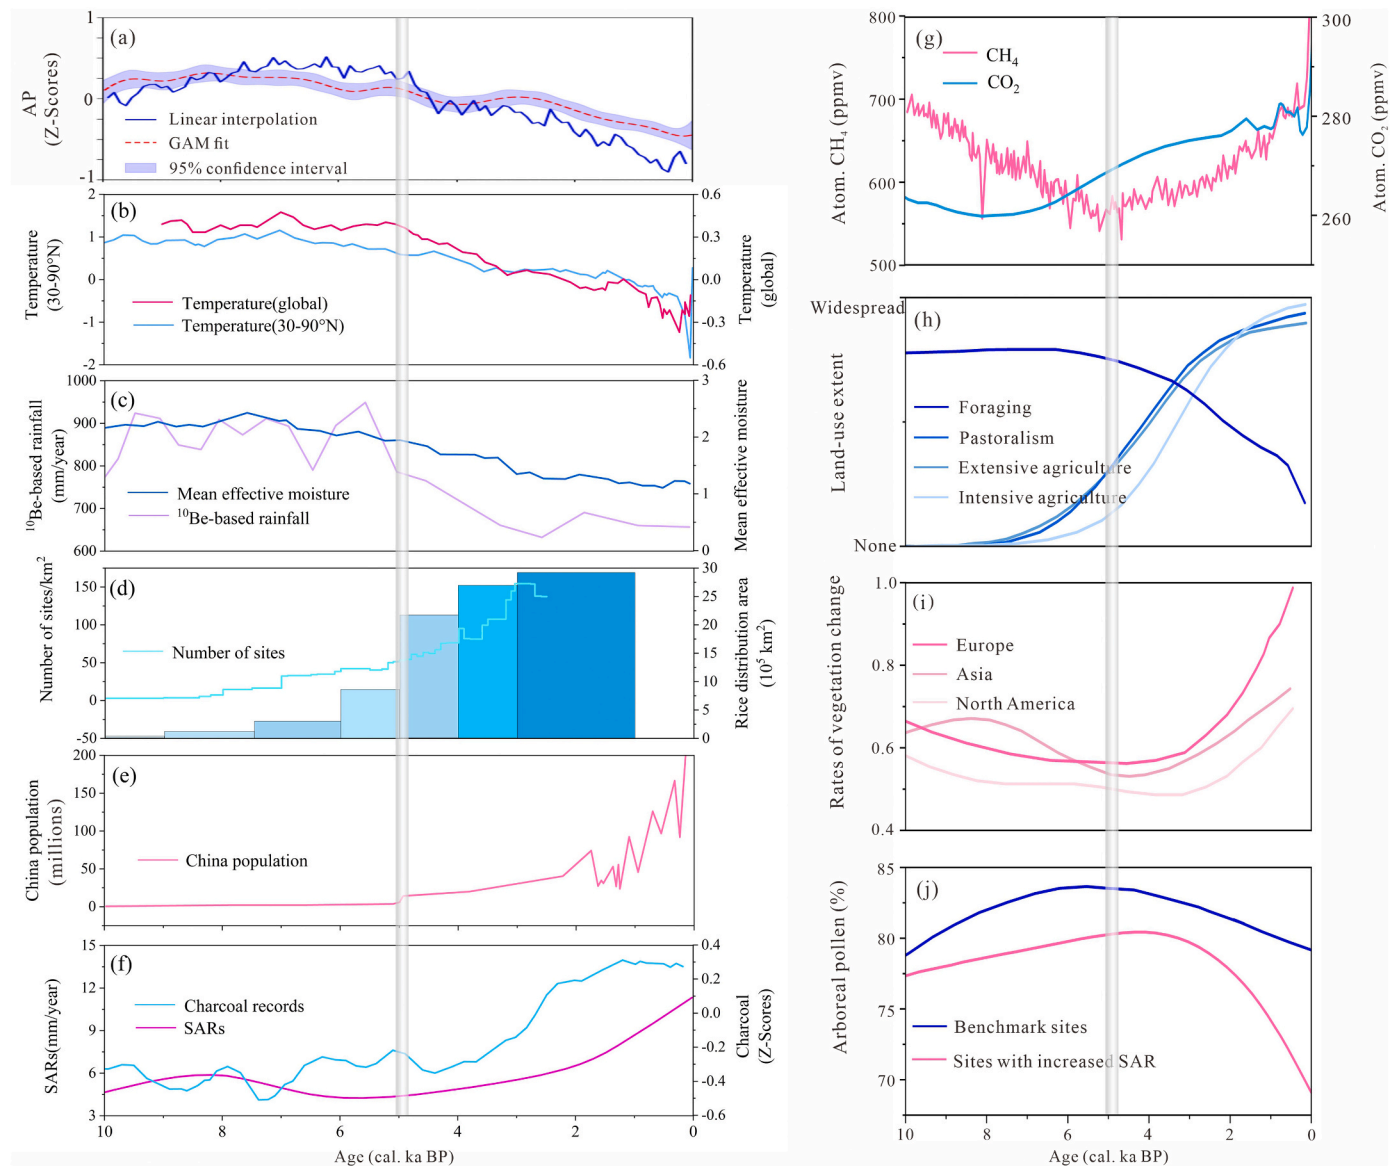 (a)
AP
(Z-Scores)
1
0
-1
Linear interpolation
GAM fit
95% confidence interval
(b)
Temperature
(30-90°N)
2
1
0
-1
-2
Temperature(global)
Temperature(30-90°N)
0.6
0.3
0.0
-0.3
-0.6
Temperature
(global)
(c)
¹⁰Be-based rainfall
(mm/year)
1000
900
800
700
600
Mean effective moisture
¹⁰Be-based rainfall
3
2
1
0
Mean effective moisture
(d)
Number of sites/km²
150
100
50
0
-50
Number of sites
30
25
20
15
10
5
0
Rice distribution area
(10⁵ km²)
(e)
China population
(millions)
200
150
100
50
0
China population
(f)
SARs(mm/year)
15
12
9
6
3
Charcoal records
SARs
0.4
0.2
0.0
-0.2
-0.4
-0.6
Charcoal
(Z-Scores)
10
8
6
4
2
0
Age (cal. ka BP)
(g)
Atom. CH₄ (ppmv)
800
700
600
500
CH₄
CO₂
300
280
260
Atom. CO₂ (ppmv)
(h)
Land-use extent
Widespread
None
Foraging
Pastoralism
Extensive agriculture
Intensive agriculture
(i)
Rates of vegetation change
1.0
0.8
0.6
0.4
Europe
Asia
North America
(j)
Arboreal pollen (%)
85
80
75
70
Benchmark sites
Sites with increased SAR
10
8
6
4
2
0
Age (cal. ka BP)